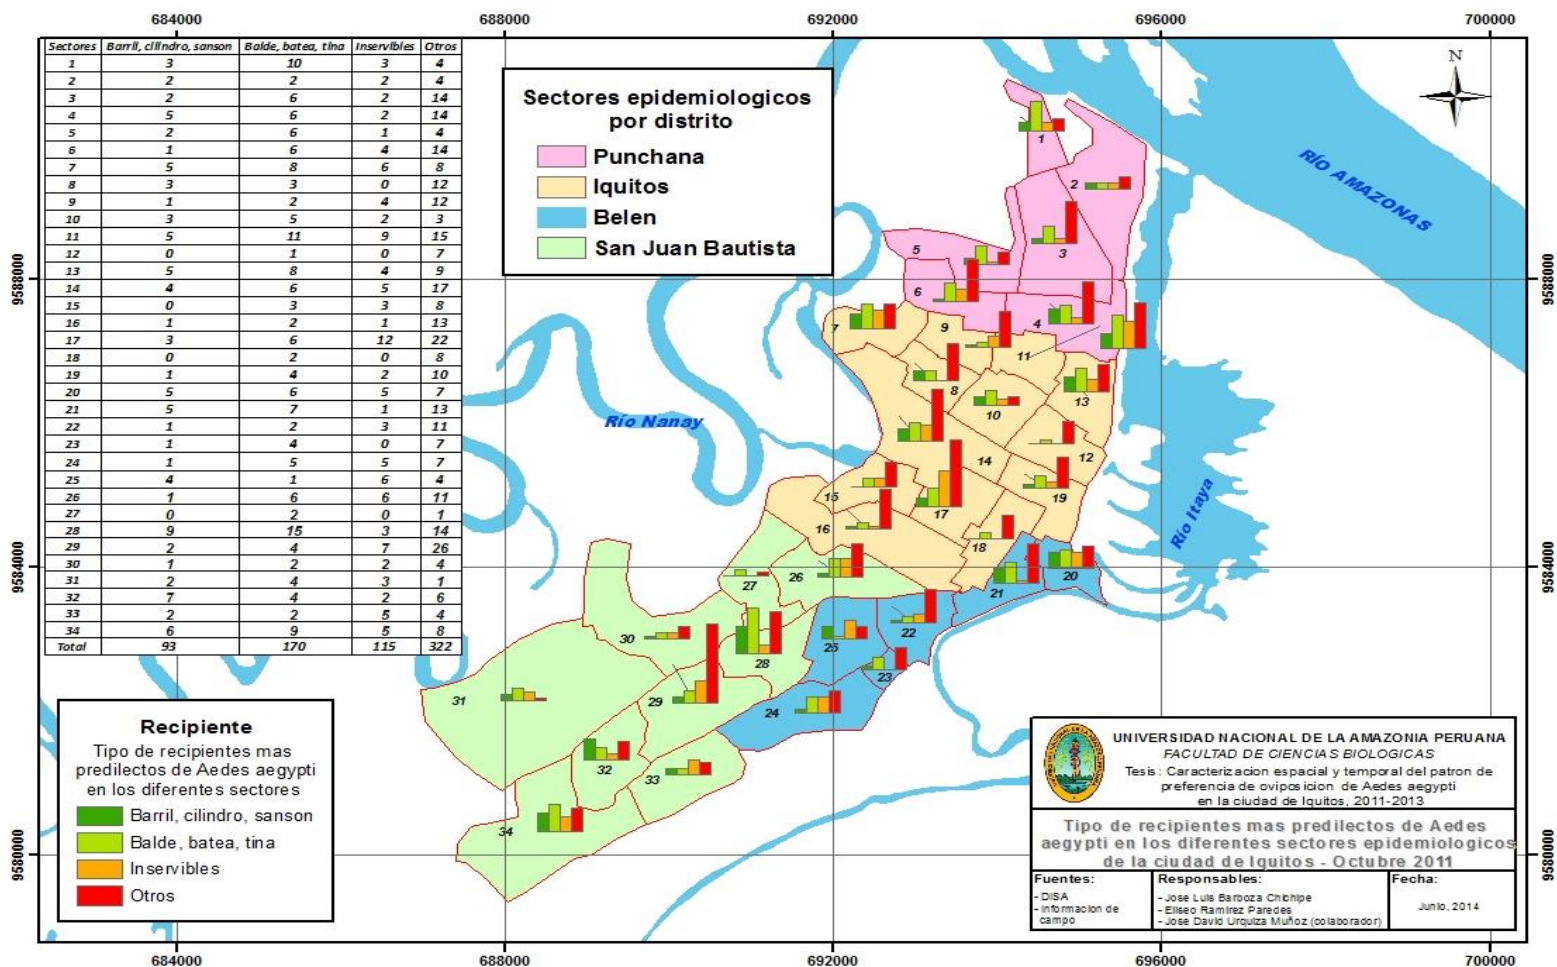 684000 688000 692000 696000 700000
Sectores Barril, cilindro, sanson Balde, batea, tina Inservibles Otros
1 3 10 3 4
2 2 2 2 4
3 2 6 2 14
4 5 6 2 14
5 2 6 1 4
6 1 6 4 14
7 5 8 6 8
8 3 3 0 12
9 1 2 4 12
10 3 5 2 3
11 5 11 9 15
12 0 1 0 7
13 5 8 4 9
14 4 6 5 17
15 0 3 3 8
16 1 2 1 13
17 3 6 12 22
18 0 2 0 8
19 1 4 2 10
20 5 6 5 7
21 5 7 1 13
22 1 2 3 11
23 1 4 0 7
24 1 5 5 7
25 4 1 6 4
26 1 6 6 11
27 0 2 0 1
28 9 15 3 14
29 2 4 7 26
30 1 2 2 4
31 2 4 3 1
32 7 4 2 6
33 2 2 5 4
34 6 9 5 8
Total 93 170 115 322
Sectores epidemiologicos
por distrito
Punchana
Iquitos
Belen
San Juan Bautista
N
RÍO AMAZONAS
Río Nanay
Río Itaya
1
2
3
5
6
4
7
9
11
8
10
13
14
12
15
17
19
16
18
20
21
26
27
22
25
23
30
28
29
24
31
32
33
34
9588000
9584000
9580000
9588000
9584000
9580000
Recipiente
Tipo de recipientes mas
predilectos de Aedes aegypti
en los diferentes sectores
Barril, cilindro, sanson
Balde, batea, tina
Inservibles
Otros
UNIVERSIDAD NACIONAL DE LA AMAZONIA PERUANA
FACULTAD DE CIENCIAS BIOLOGICAS
Tesis: Caracterizacion espacial y temporal del patron de
preferencia de oviposicion de Aedes aegypti
en la ciudad de Iquitos, 2011-2013
Tipo de recipientes mas predilectos de Aedes
aegypti en los diferentes sectores epidemiologicos
de la ciudad de Iquitos - Octubre 2011
Fuentes:
- DISA
- Informacion de
campo
Responsables:
- Jose Luis Barboza Chichipe
- Eliseo Ramirez Paredes
- Jose David Urquiza Muñoz (colaborador)
Fecha:
Junio, 2014
684000 688000 692000 696000 700000